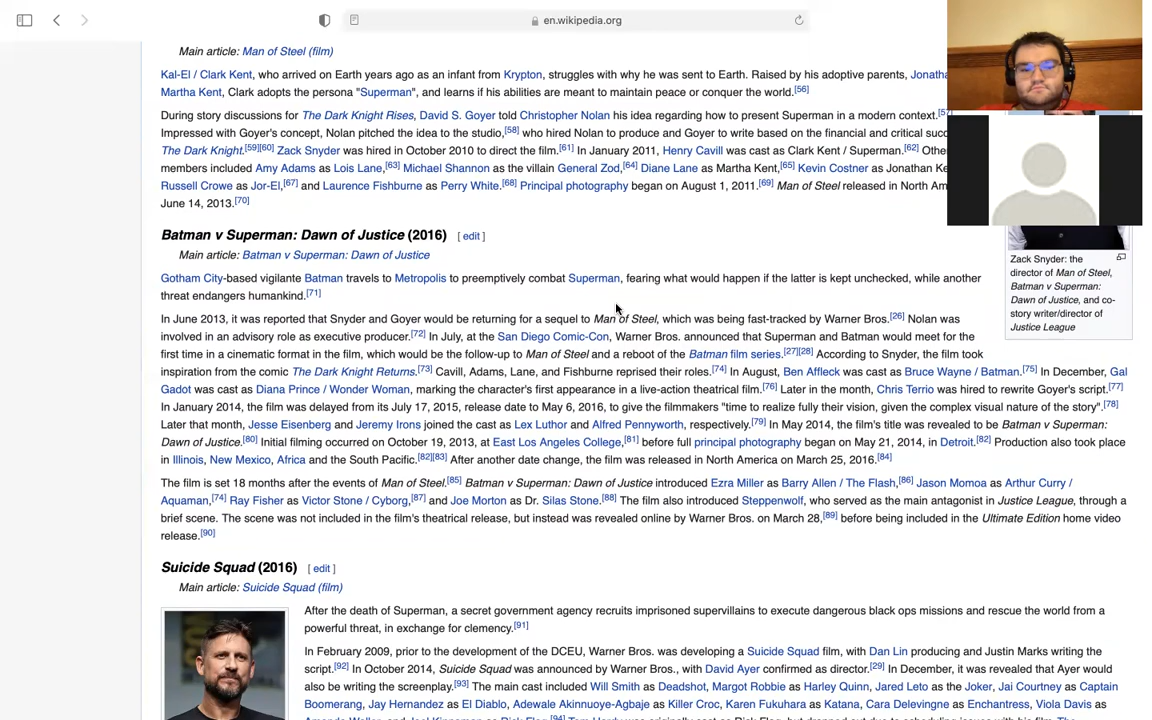 en.wikipedia.org
Main article: Man of Steel (film)
Kal-El / Clark Kent, who arrived on Earth years ago as an infant from Krypton, struggles with why he was sent to Earth. Raised by his adoptive parents,
Martha Kent, Clark adopts the persona "Superman", and learns if his abilities are meant to maintain peace or conquer the world.[56]
During story discussions for The Dark Knight Rises, David S. Goyer told Christopher Nolan his idea regarding how to present Superman in a modern context.
Impressed with Goyer's concept, Nolan pitched the idea to the studio,[58] who hired Nolan to produce and Goyer to write based on the financial and critical
The Dark Knight.[59][60] Zack Snyder was hired in October 2010 to direct the film.[61] In January 2011, Henry Cavill was cast as Clark Kent / Superman.[62]
members included Amy Adams as Lois Lane,[63] Michael Shannon as the villain General Zod,[64] Diane Lane as Martha Kent,[65] Kevin Costner as Jonathan
Russell Crowe as Jor-El,[67] and Laurence Fishburne as Perry White.[68] Principal photography began on August 1, 2011.[69] Man of Steel released in North
June 14, 2013.[70]
Batman v Superman: Dawn of Justice (2016) [ edit ]
Main article: Batman v Superman: Dawn of Justice
Gotham City-based vigilante Batman travels to Metropolis to preemptively combat Superman, fearing what would happen if the latter is kept unchecked, while another
threat endangers humankind.[71]
In June 2013, it was reported that Snyder and Goyer would be returning for a sequel to Man of Steel, which was being fast-tracked by Warner Bros.[26] Nolan was
involved in an advisory role as executive producer.[72] In July, at the San Diego Comic-Con, Warner Bros. announced that Superman and Batman would meet for the
first time in a cinematic format in the film, which would be the follow-up to Man of Steel and a reboot of the Batman film series.[27][28] According to Snyder, the film took
inspiration from the comic The Dark Knight Returns.[73] Cavill, Adams, Lane, and Fishburne reprised their roles.[74] In August, Ben Affleck was cast as Bruce Wayne / Batman.[75] In December, Gal
Gadot was cast as Diana Prince / Wonder Woman, marking the character's first appearance in a live-action theatrical film.[76] Later in the month, Chris Terrio was hired to rewrite Goyer's script.[77]
In January 2014, the film was delayed from its July 17, 2015, release date to May 6, 2016, to give the filmmakers "time to realize fully their vision, given the complex visual nature of the story".[78]
Later that month, Jesse Eisenberg and Jeremy Irons joined the cast as Lex Luthor and Alfred Pennyworth, respectively.[79] In May 2014, the film's title was revealed to be Batman v Superman:
Dawn of Justice.[80] Initial filming occurred on October 19, 2013, at East Los Angeles College,[81] before full principal photography began on May 21, 2014, in Detroit.[82] Production also took place
in Illinois, New Mexico, Africa and the South Pacific.[82][83] After another date change, the film was released in North America on March 25, 2016.[84]
The film is set 18 months after the events of Man of Steel.[85] Batman v Superman: Dawn of Justice introduced Ezra Miller as Barry Allen / The Flash,[86] Jason Momoa as Arthur Curry /
Aquaman,[74] Ray Fisher as Victor Stone / Cyborg,[87] and Joe Morton as Dr. Silas Stone.[88] The film also introduced Steppenwolf, who served as the main antagonist in Justice League, through a
brief scene. The scene was not included in the film's theatrical release, but instead was revealed online by Warner Bros. on March 28,[89] before being included in the Ultimate Edition home video
release.[90]
Zack Snyder: the
director of Man of Steel,
Batman v Superman:
Dawn of Justice, and co-
story writer/director of
Justice League
Suicide Squad (2016) [ edit ]
Main article: Suicide Squad (film)
After the death of Superman, a secret government agency recruits imprisoned supervillains to execute dangerous black ops missions and rescue the world from a
powerful threat, in exchange for clemency.[91]
In February 2009, prior to the development of the DCEU, Warner Bros. was developing a Suicide Squad film, with Dan Lin producing and Justin Marks writing the
script.[92] In October 2014, Suicide Squad was announced by Warner Bros., with David Ayer confirmed as director.[29] In December, it was revealed that Ayer would
also be writing the screenplay.[93] The main cast included Will Smith as Deadshot, Margot Robbie as Harley Quinn, Jared Leto as the Joker, Jai Courtney as Captain
Boomerang, Jay Hernandez as El Diablo, Adewale Akinnuoye-Agbaje as Killer Croc, Karen Fukuhara as Katana, Cara Delevingne as Enchantress, Viola Davis as